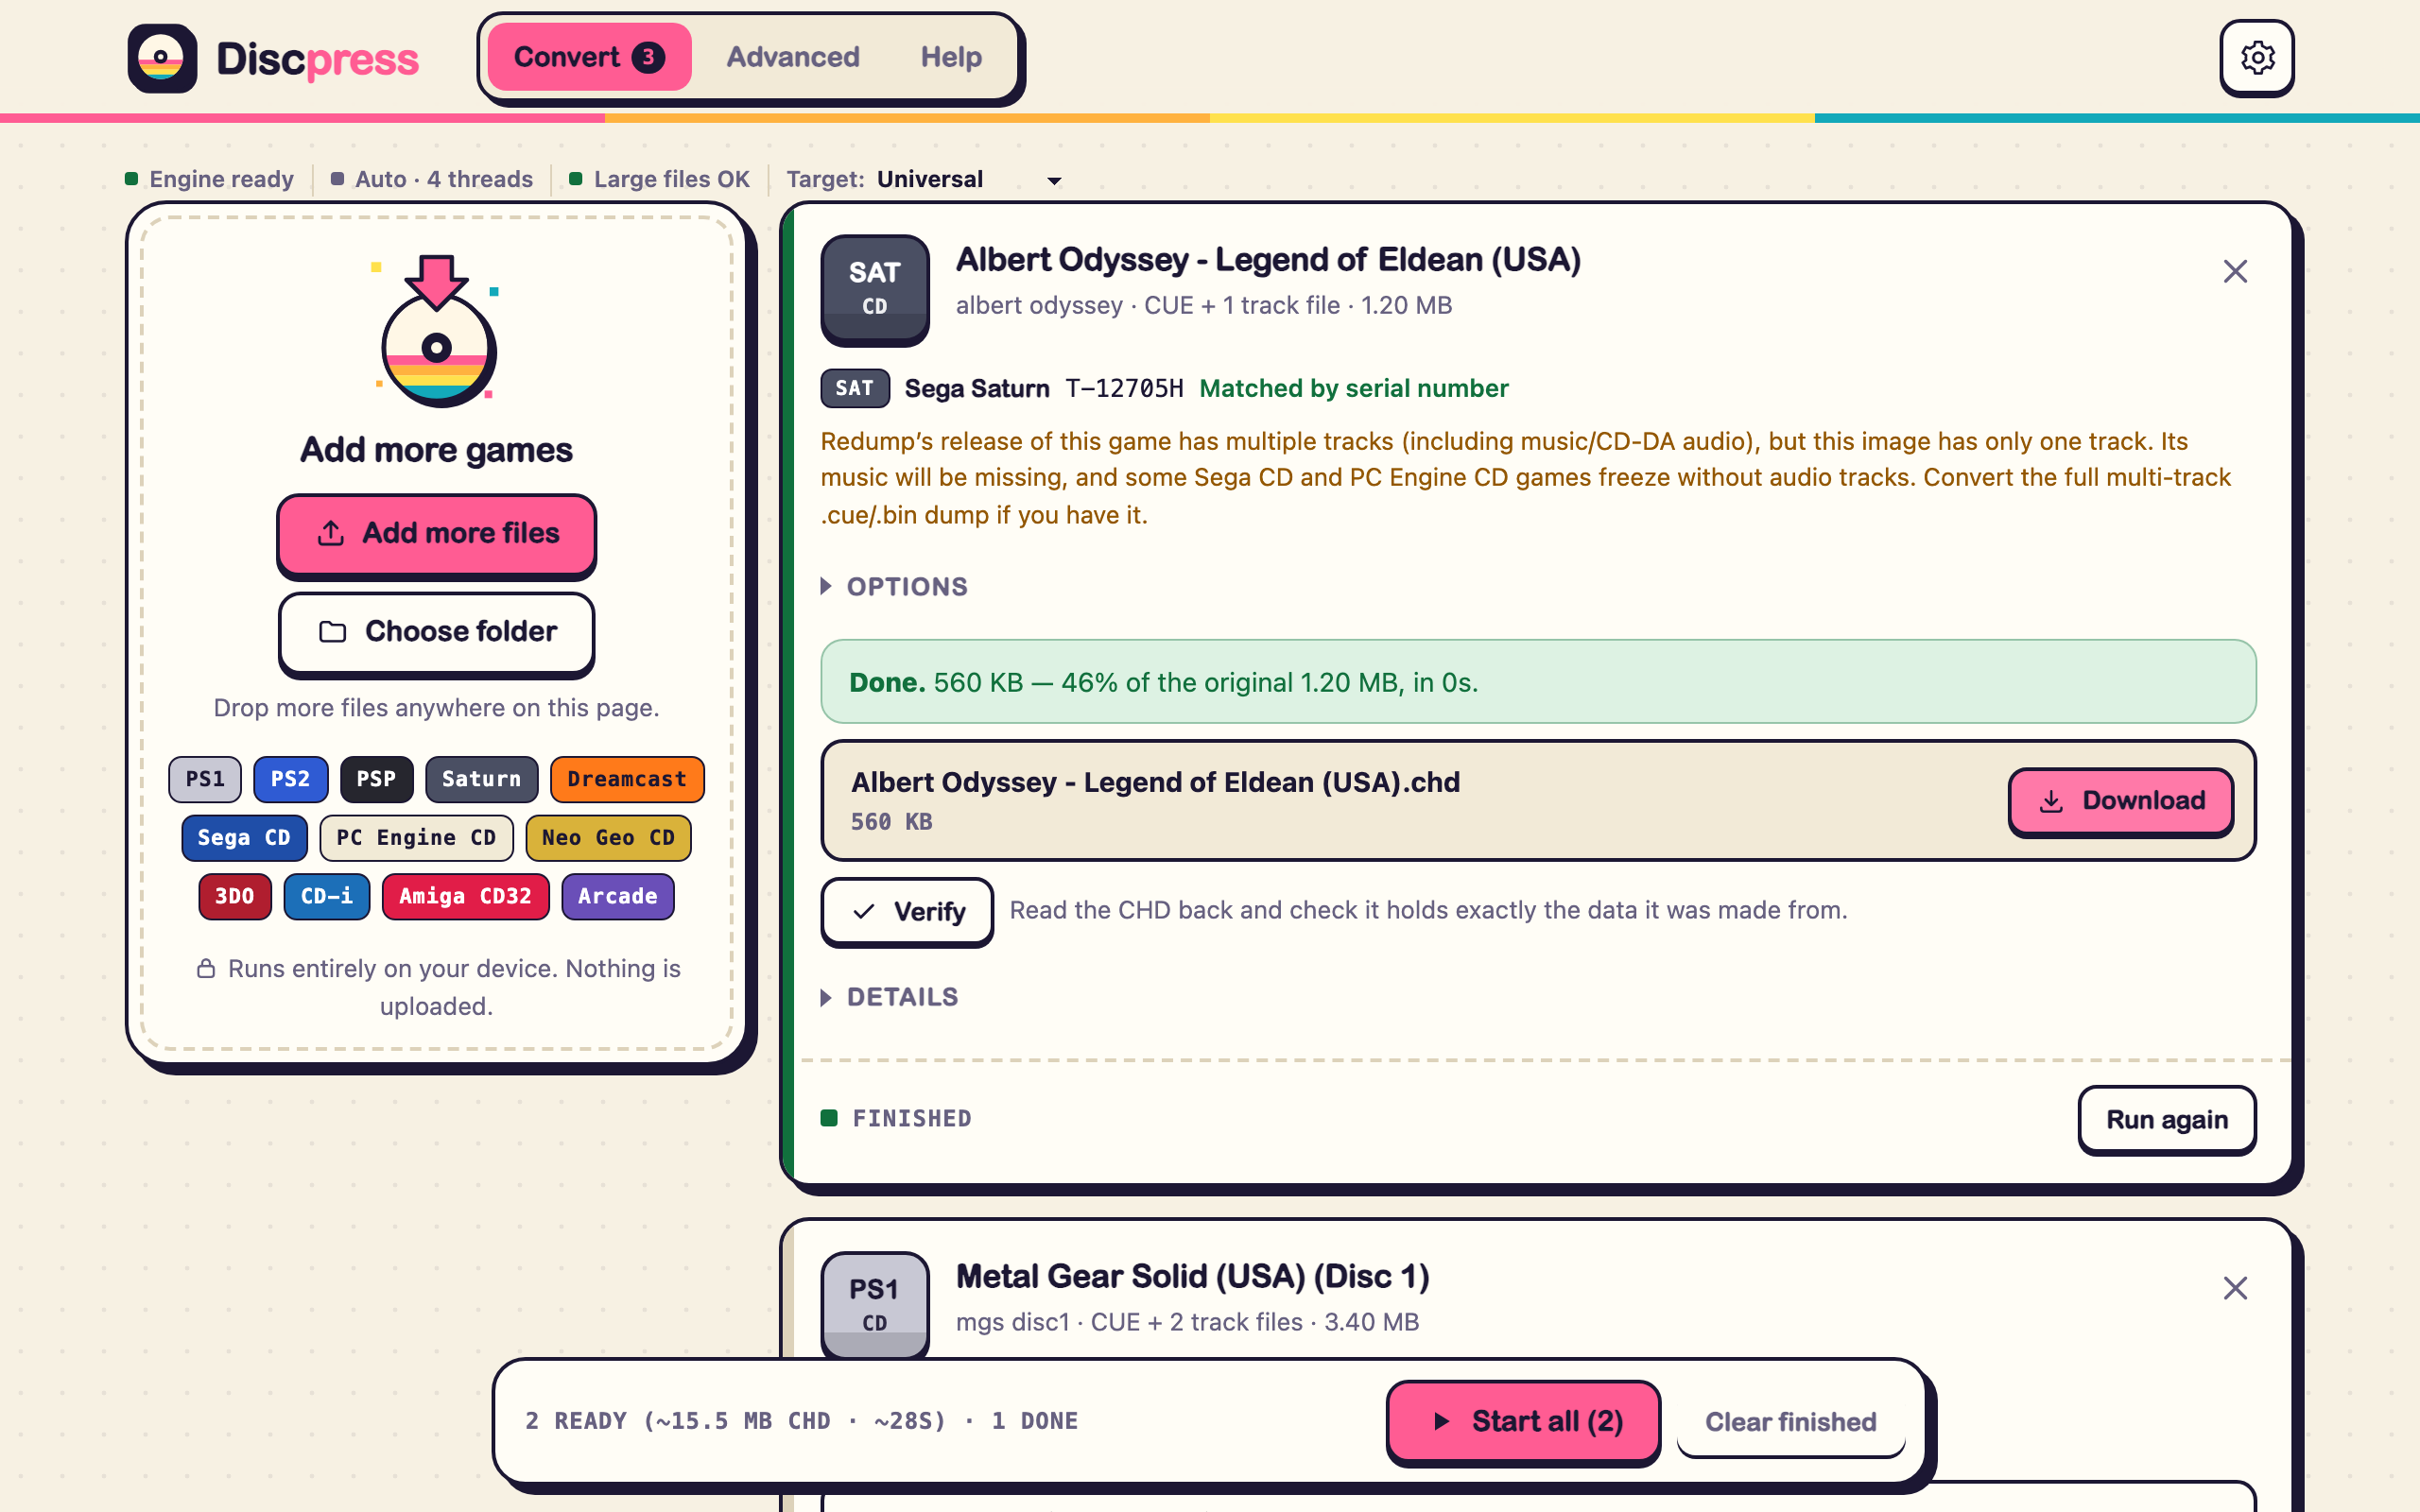 Discpress
Convert 3
Advanced
Help
Engine ready
Auto · 4 threads
Large files OK
Target: Universal
Add more games
Add more files
Choose folder
Drop more files anywhere on this page.
PS1 PS2 PSP Saturn Dreamcast
Sega CD PC Engine CD Neo Geo CD
3DO CD-i Amiga CD32 Arcade
Runs entirely on your device. Nothing is
uploaded.
SAT
CD
Albert Odyssey - Legend of Eldean (USA)
albert odyssey · CUE + 1 track file · 1.20 MB
SAT Sega Saturn T-12705H Matched by serial number
Redump’s release of this game has multiple tracks (including music/CD-DA audio), but this image has only one track. Its
music will be missing, and some Sega CD and PC Engine CD games freeze without audio tracks. Convert the full multi-track
.cue/.bin dump if you have it.
OPTIONS
Done. 560 KB — 46% of the original 1.20 MB, in 0s.
Albert Odyssey - Legend of Eldean (USA).chd
560 KB
Download
Verify
Read the CHD back and check it holds exactly the data it was made from.
DETAILS
FINISHED
Run again
PS1
CD
Metal Gear Solid (USA) (Disc 1)
mgs disc1 · CUE + 2 track files · 3.40 MB
2 READY (~15.5 MB CHD · ~28S) · 1 DONE
Start all (2)
Clear finished